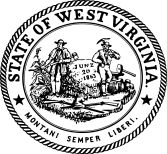 STATE OF WEST VIRGINIA.
JUNE
20
1863
MONTANI SEMPER LIBERI.